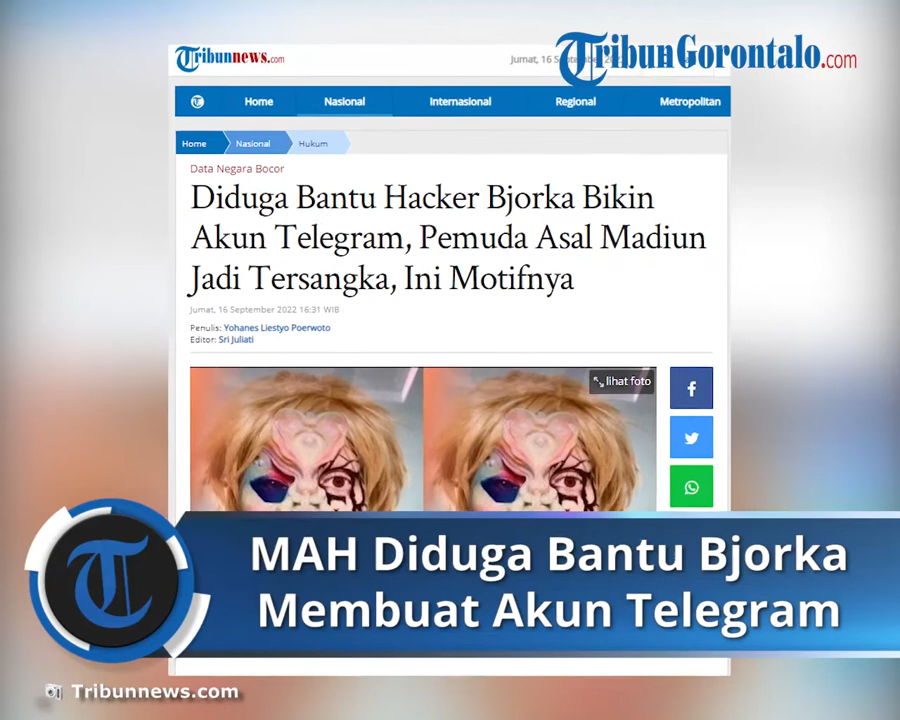 Tribunnews.com
Jumat, 16
TribunGorontalo.com
Home Nasional Internasional Regional Metropolitan
Home Nasional Hukum
Data Negara Bocor
Diduga Bantu Hacker Bjorka Bikin
Akun Telegram, Pemuda Asal Madiun
Jadi Tersangka, Ini Motifnya
Jumat, 16 September 2022 16:31 WIB
Penulis: Yohanes Liestyo Poerwoto
Editor: Sri Juliati
lihat foto
MAH Diduga Bantu Bjorka
Membuat Akun Telegram
Tribunnews.com